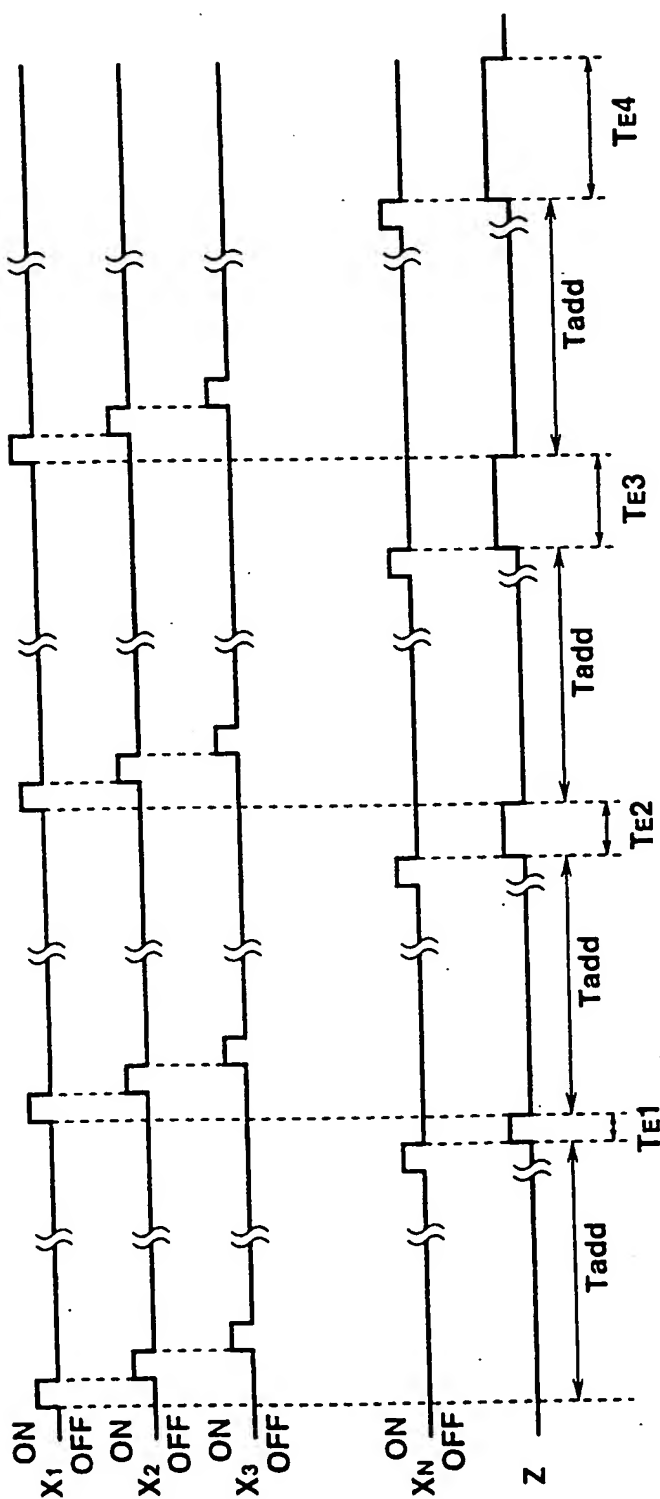 X1 ON
OFF
X2 ON
OFF
X3 ON
OFF
XN ON
OFF
Z
Tadd
TE1
Tadd
TE2
Tadd
TE3
Tadd
TE4